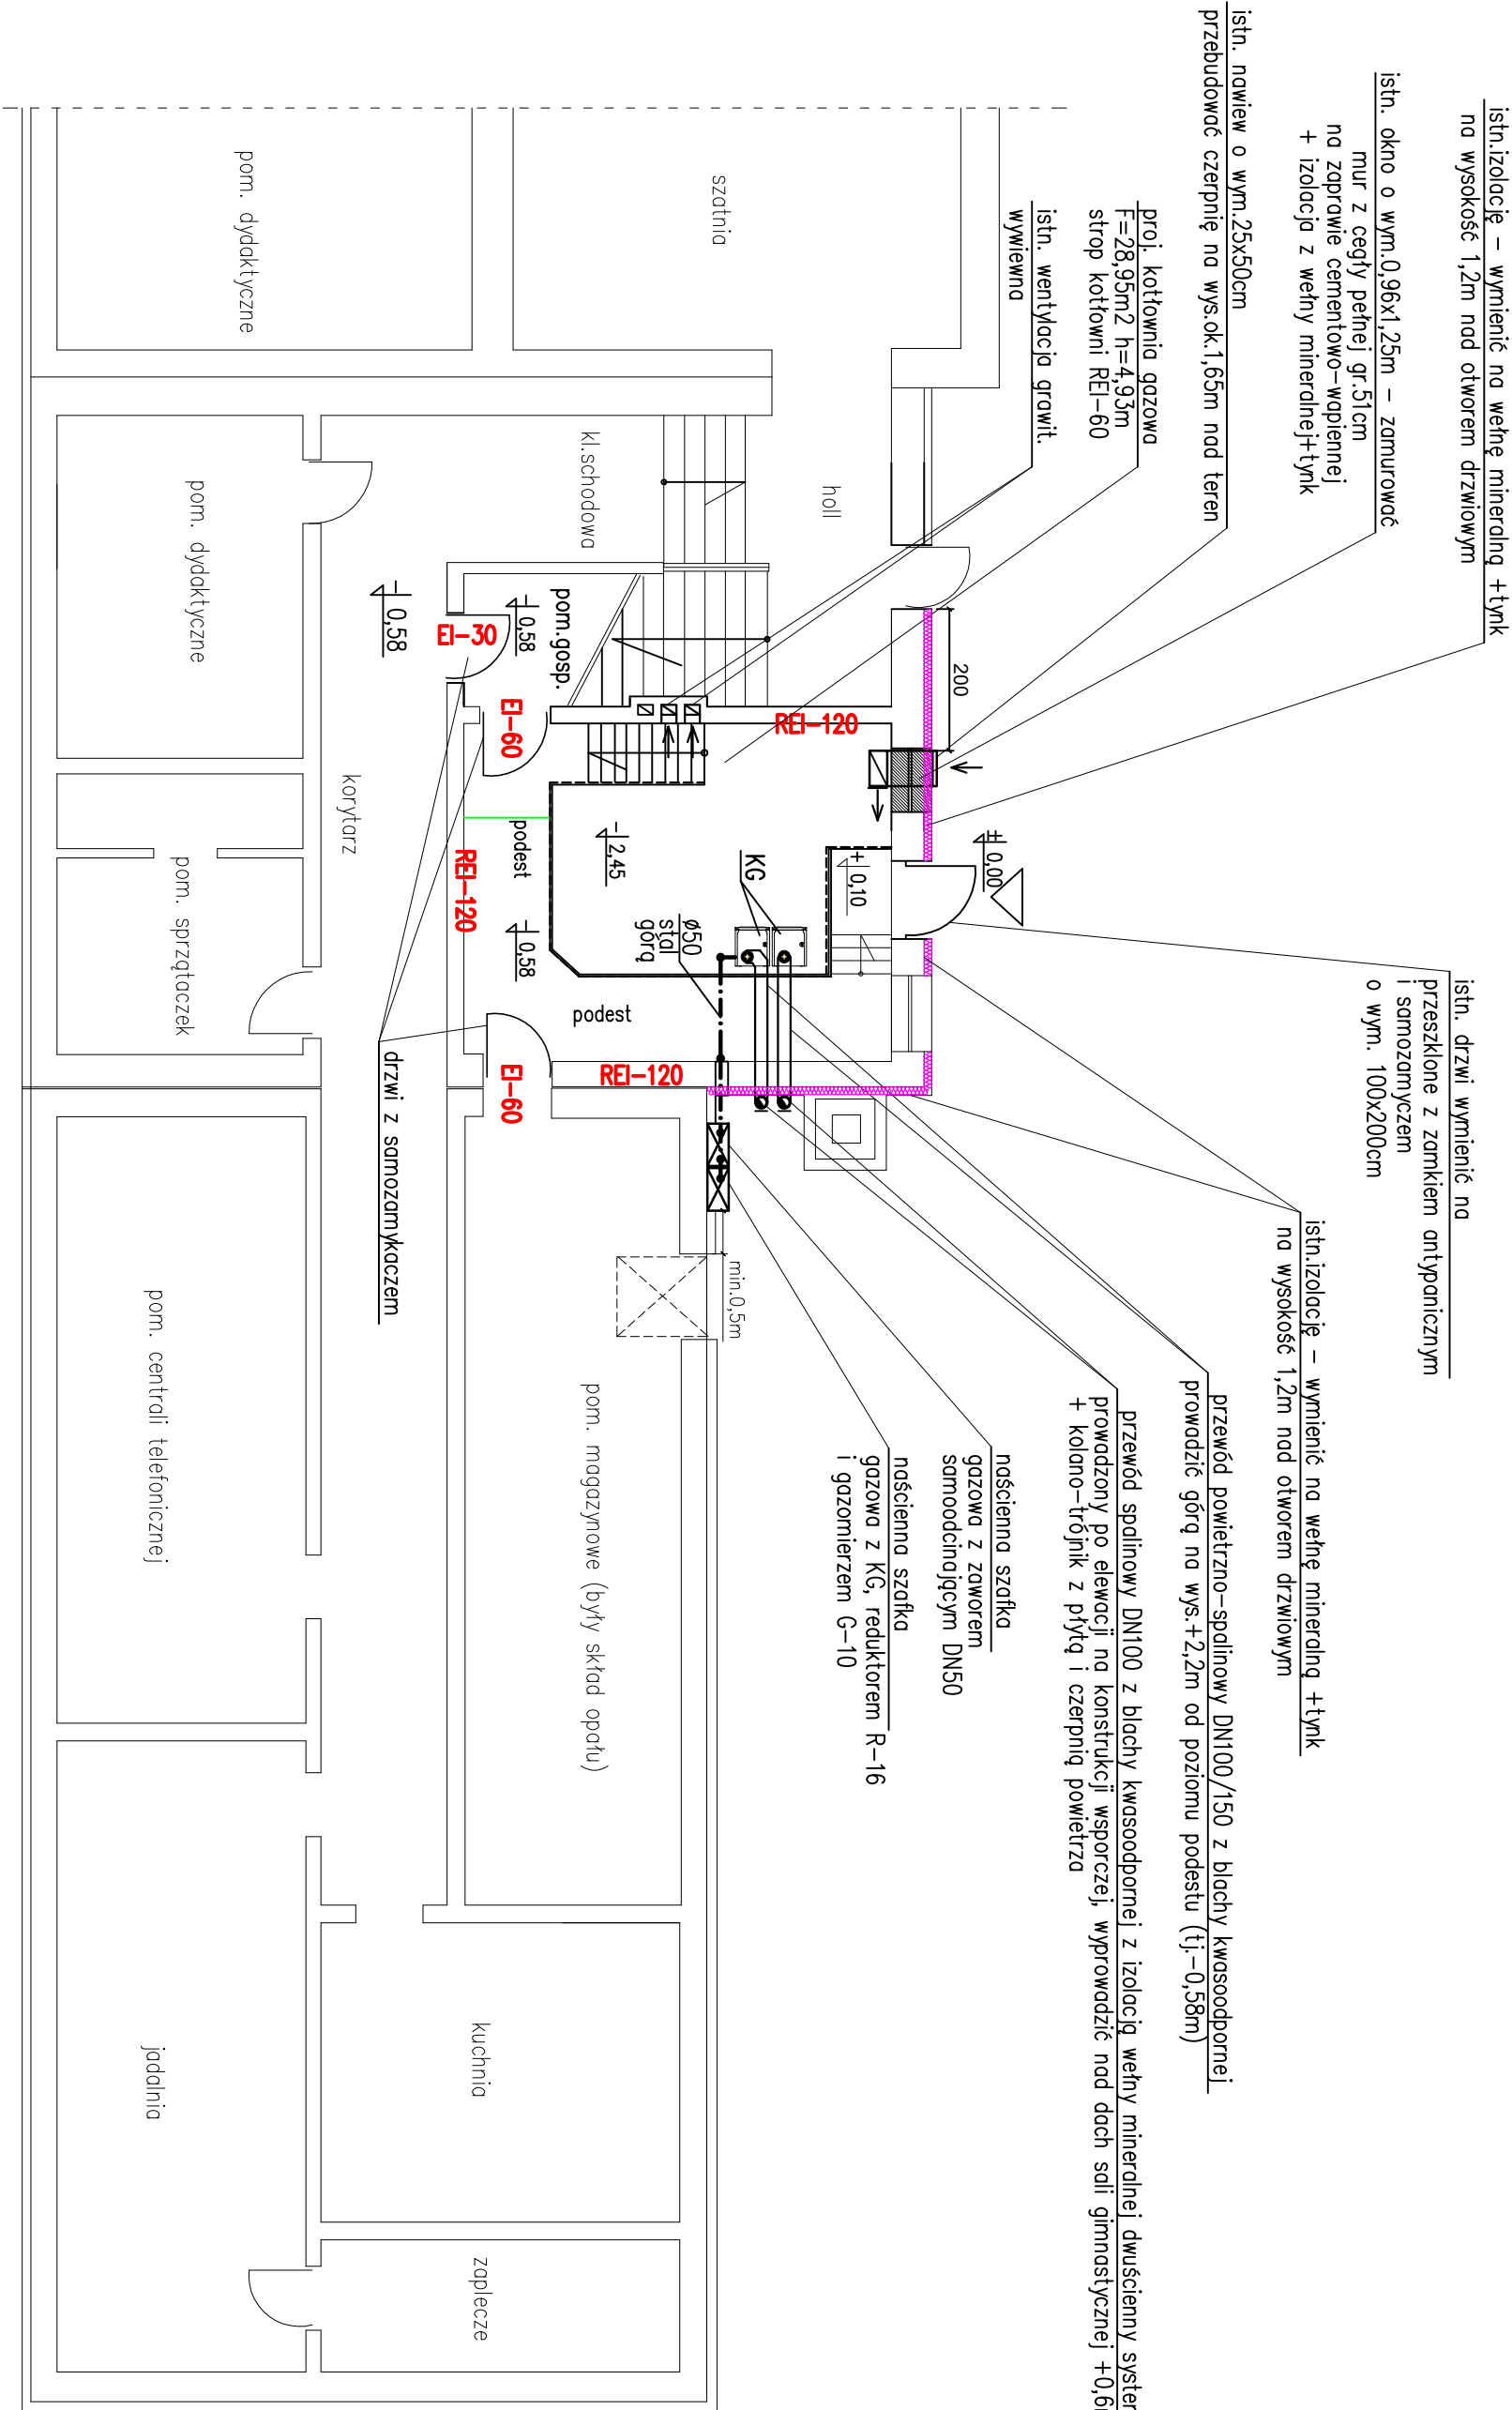 istn.izolację – wymienić na wełnę mineralną +tynk
na wysokość 1,2m nad otworem drzwiowym
istn. okno o wym.0,96x1,25m – zamurować
mur z cegły pełnej gr.51cm
na zaprawie cementowo–wapiennej
+ izolacja z wełny mineralnej+tynk
istn. nawiew o wym.25x50cm
przebudować czerpnię na wys.ok.1,65m nad teren
proj. kotłownia gazowa
F=28,95m2 h=4,93m
strop kotłowni REI–60
istn. wentylacja grawit.
wywiewna
istn. drzwi wymienić na
przeszklone z zamkiem antypanicznym
i samozamyczem
o wym. 100x200cm
istn.izolację – wymienić na wełnę mineralną +tynk
na wysokość 1,2m nad otworem drzwiowym
przewód powietrzno–spalinowy DN100/150 z blachy kwasoodpornej
prowadzić górą na wys.+2,2m od poziomu podestu (tj.–0,58m)
przewód spalinowy DN100 z blachy kwasoodpornej z izolacją wełny mineralnej dwuścienny
prowadzony po elewacji na konstrukcji wsporczej, wyprowadzić nad dach sali gimnastycznej
+ kolano–trójnik z płytą i czerpnią powietrza
naścienna szafka
gazowa z zaworem
samoodcinającym DN50
naścienna szafka
gazowa z KG, reduktorem R–16
i gazomierzem G–10
szatnia
pom. dydaktyczne
holl
kl.schodowa
pom. dydaktyczne
200
± 0,00
+ 0,10
REI–120
KG
pom.gosp.
– 0,58
EI–30
– 0,58
EI–60
– 2,45
podest
REI–120
– 0,58
ø50
stal
górą
podest
REI–120
EI–60
korytarz
pom. sprzątaczek
drzwi z samozamykaczem
min.0,5m
pom. magazynowe (były skład opału)
pom. centrali telefonicznej
kuchnia
jadalnia
zaplecze